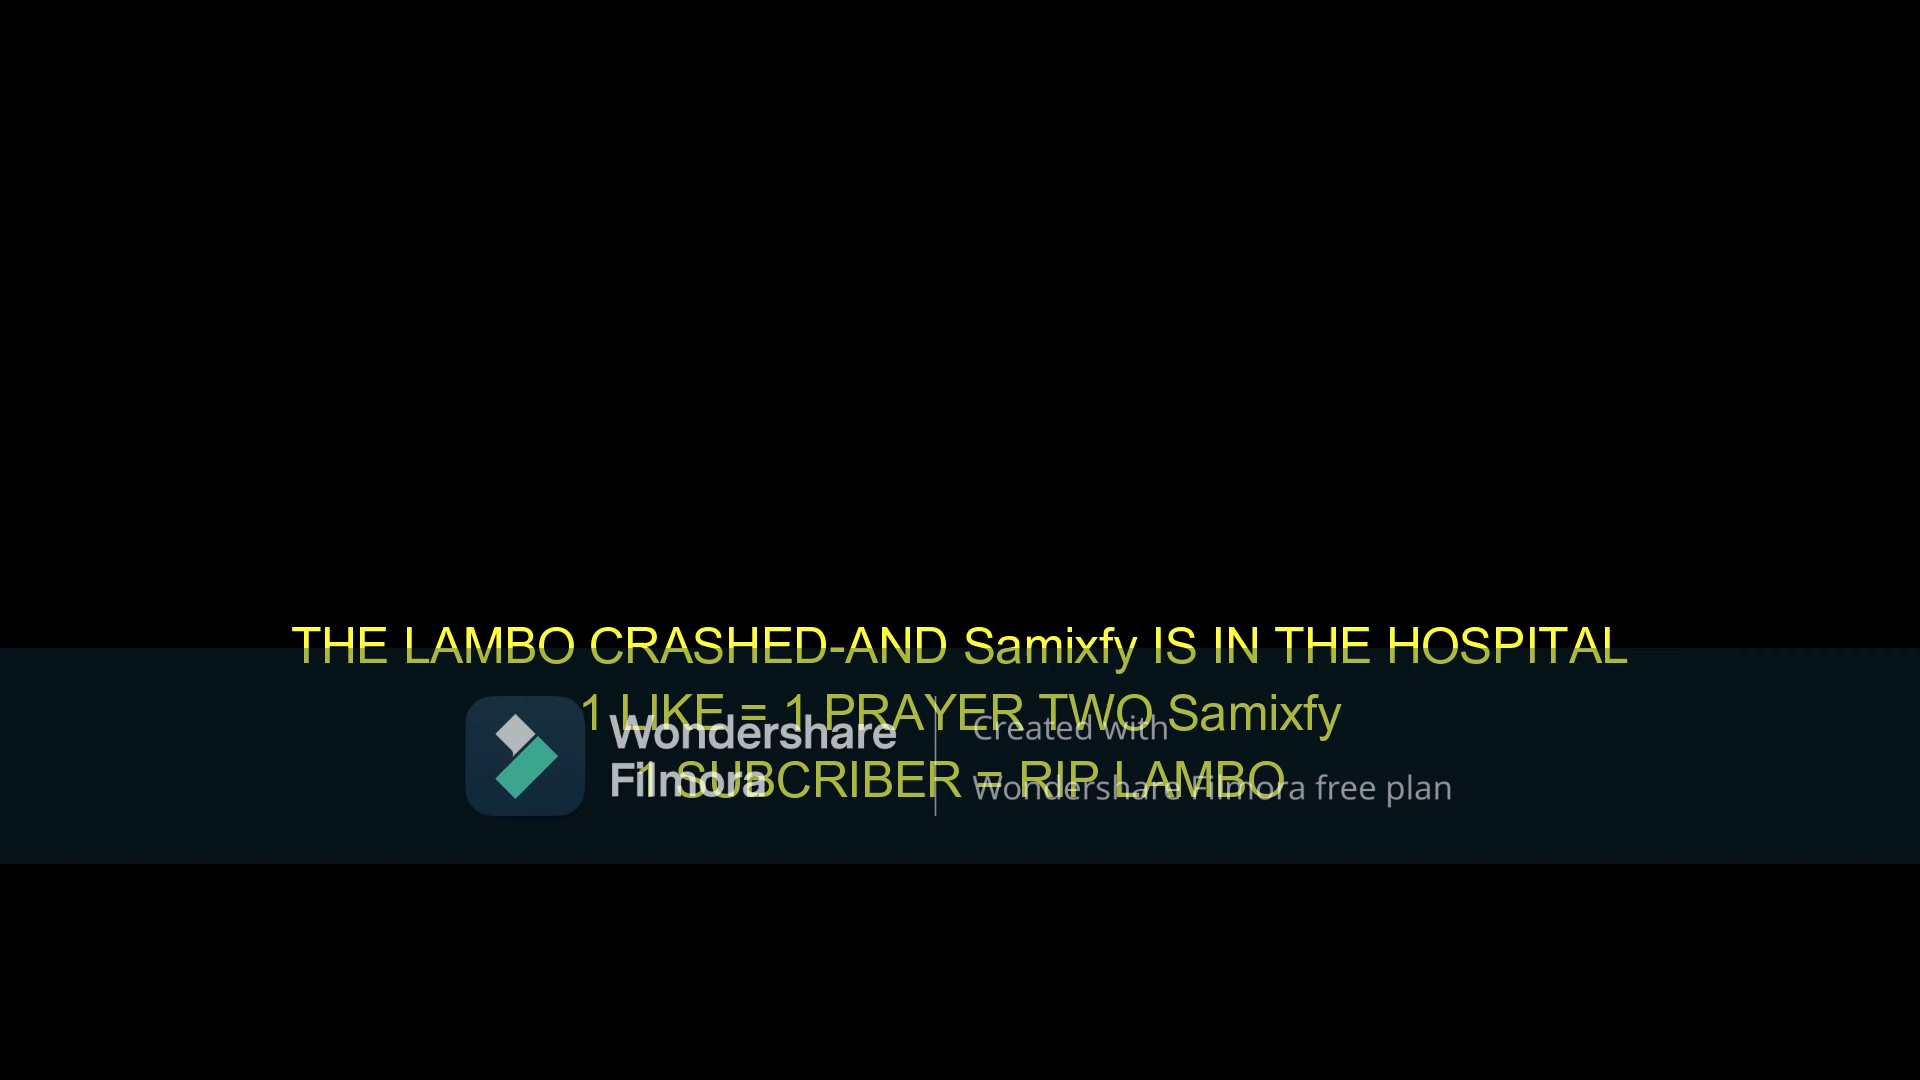 THE LAMBO CRASHED-AND Samixfy IS IN THE HOSPITAL
1 LIKE = 1 PRAYER TWO Samixfy
1 SUBCRIBER = RIP LAMBO
Wondershare
Filmora
Created with
Wondershare Filmora free plan